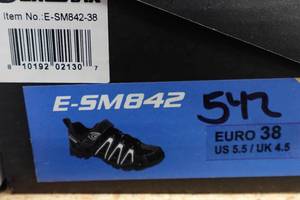 Item No.: E-SM842-38
8 10192 02130 7
E-SM842
542
EURO 38
US 5.5 / UK 4.5